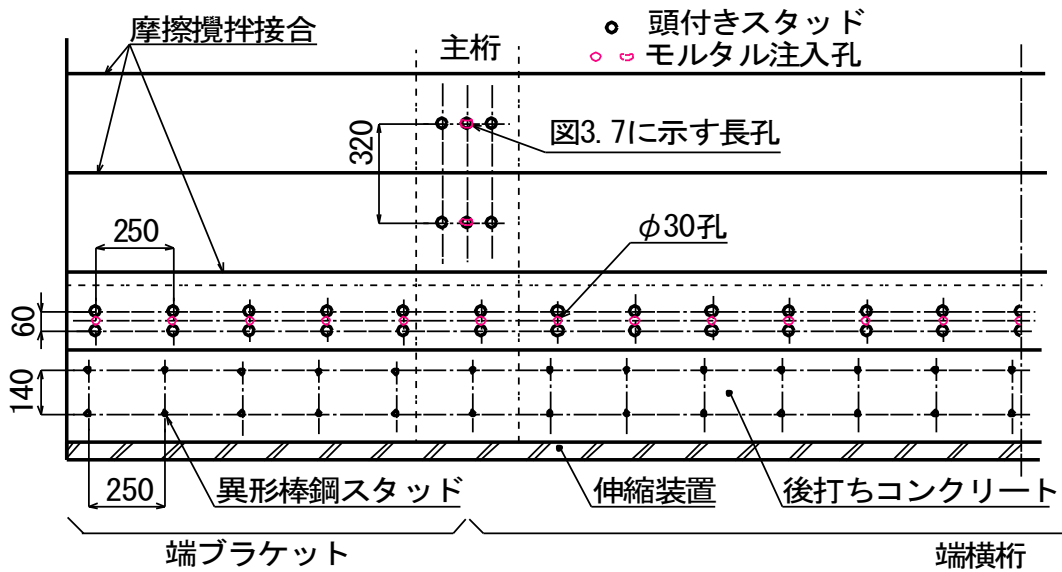 摩擦攪拌接合
主桁
頭付きスタッド
モルタル注入孔
320
図3.7に示す長孔
250
φ30孔
60
140
250
異形棒鋼スタッド
伸縮装置
後打ちコンクリート
端ブラケット
端横桁